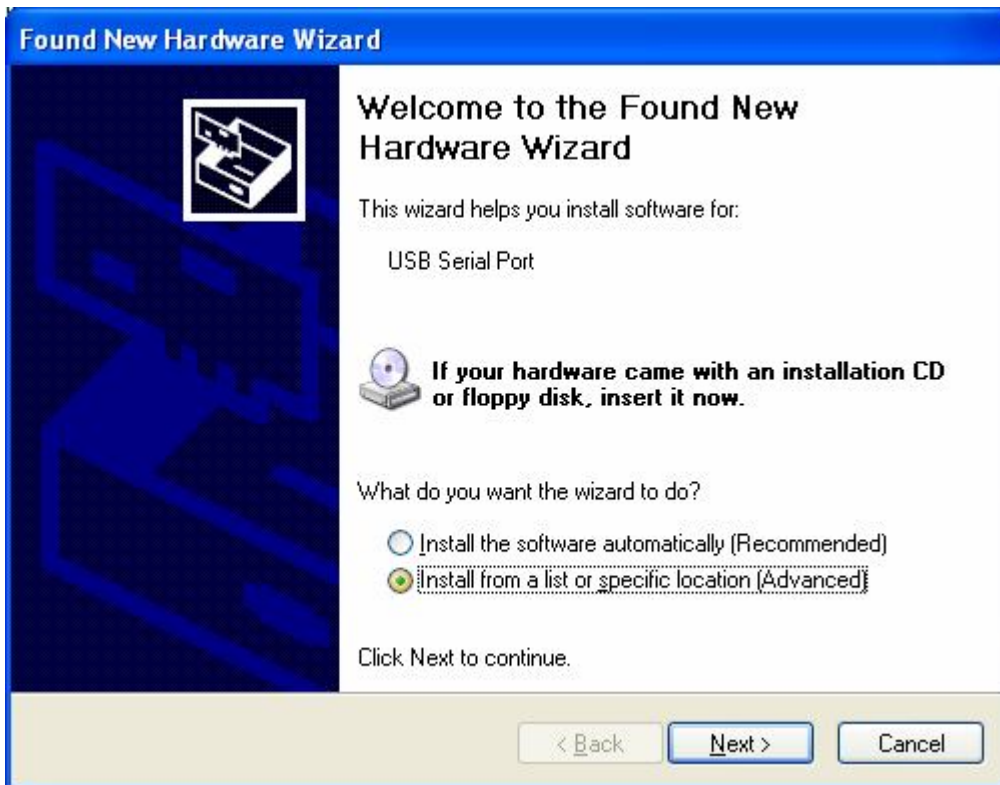 Found New Hardware Wizard
Welcome to the Found New
Hardware Wizard
This wizard helps you install software for:
USB Serial Port
If your hardware came with an installation CD
or floppy disk, insert it now.
What do you want the wizard to do?
Install the software automatically (Recommended)
Install from a list or specific location (Advanced)
Click Next to continue.
< Back Next > Cancel